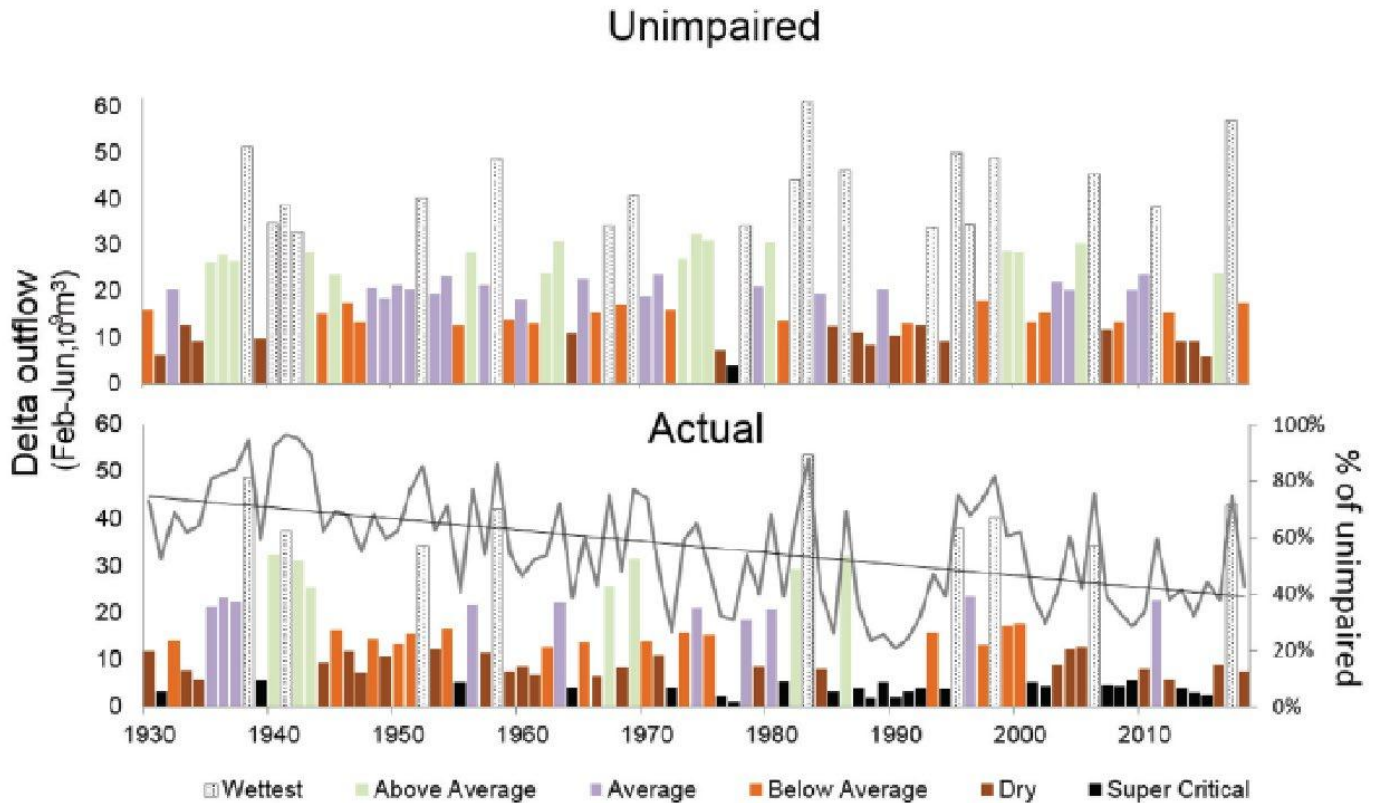 Unimpaired
60
50
40
30
20
10
0
Delta outflow
(Feb-Jun,10⁹m³)
Actual
60
50
40
30
20
10
0
100%
80%
60%
40%
20%
0%
% of unimpaired
1930 1940 1950 1960 1970 1980 1990 2000 2010
Wettest Above Average Average Below Average Dry Super Critical